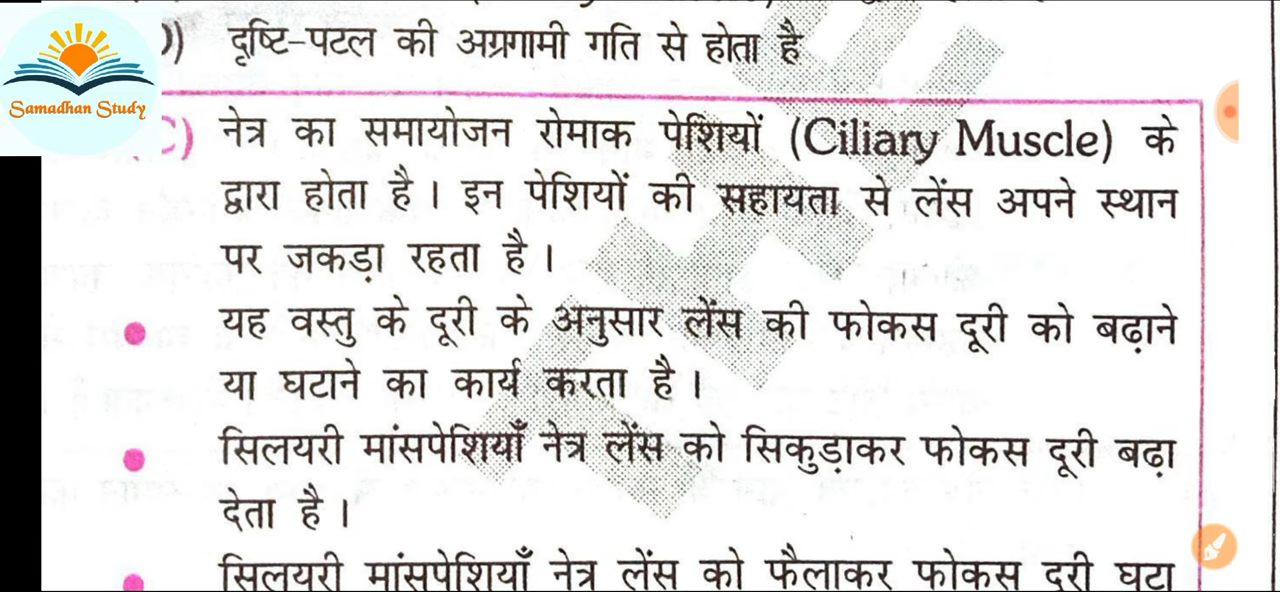 Samadhan Study
D) दृष्टि-पटल की अग्रगामी गति से होता है
C) नेत्र का समायोजन रोमाक पेशियों (Ciliary Muscle) के
द्वारा होता है। इन पेशियों की सहायता से लेंस अपने स्थान
पर जकड़ा रहता है।
यह वस्तु के दूरी के अनुसार लेंस की फोकस दूरी को बढ़ाने
या घटाने का कार्य करता है।
सिलयरी मांसपेशियाँ नेत्र लेंस को सिकुड़ाकर फोकस दूरी बढ़ा
देता है।
सिलयरी मांसपेशियाँ नेत्र लेंस को फैलाकर फोकस दूरी घटा